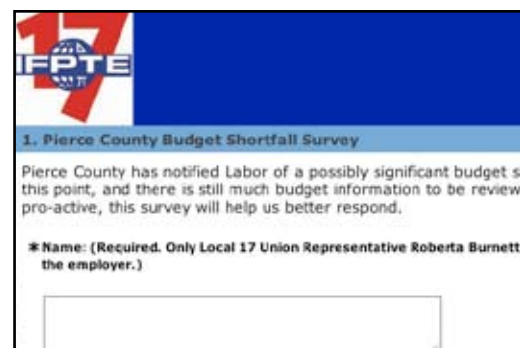 17
IFPTE
1. Pierce County Budget Shortfall Survey
Pierce County has notified Labor of a possibly significant budget s
this point, and there is still much budget information to be review
pro-active, this survey will help us better respond.
* Name: (Required. Only Local 17 Union Representative Roberta Burnett
the employer.)